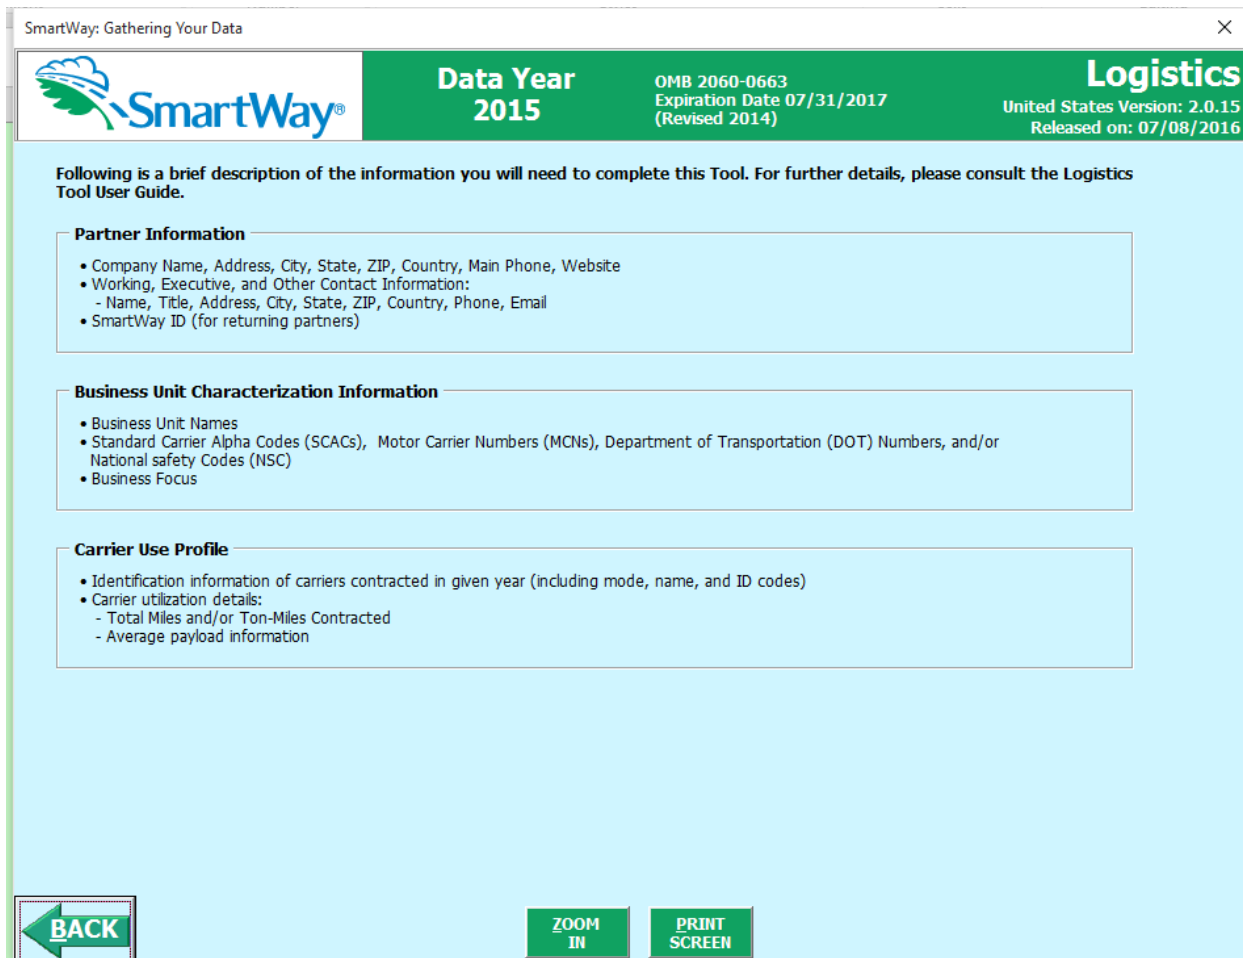 SmartWay: Gathering Your Data
SmartWay®
Data Year
2015
OMB 2060-0663
Expiration Date 07/31/2017
(Revised 2014)
Logistics
United States Version: 2.0.15
Released on: 07/08/2016
Following is a brief description of the information you will need to complete this Tool. For further details, please consult the Logistics
Tool User Guide.
Partner Information
• Company Name, Address, City, State, ZIP, Country, Main Phone, Website
• Working, Executive, and Other Contact Information:
- Name, Title, Address, City, State, ZIP, Country, Phone, Email
• SmartWay ID (for returning partners)
Business Unit Characterization Information
• Business Unit Names
• Standard Carrier Alpha Codes (SCACs),  Motor Carrier Numbers (MCNs), Department of Transportation (DOT) Numbers, and/or
National safety Codes (NSC)
• Business Focus
Carrier Use Profile
• Identification information of carriers contracted in given year (including mode, name, and ID codes)
• Carrier utilization details:
- Total Miles and/or Ton-Miles Contracted
- Average payload information
BACK
ZOOM
IN
PRINT
SCREEN